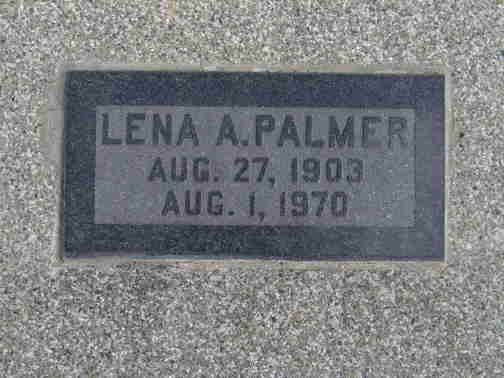 LENA A. PALMER
AUG. 27, 1903
AUG. 1, 1970